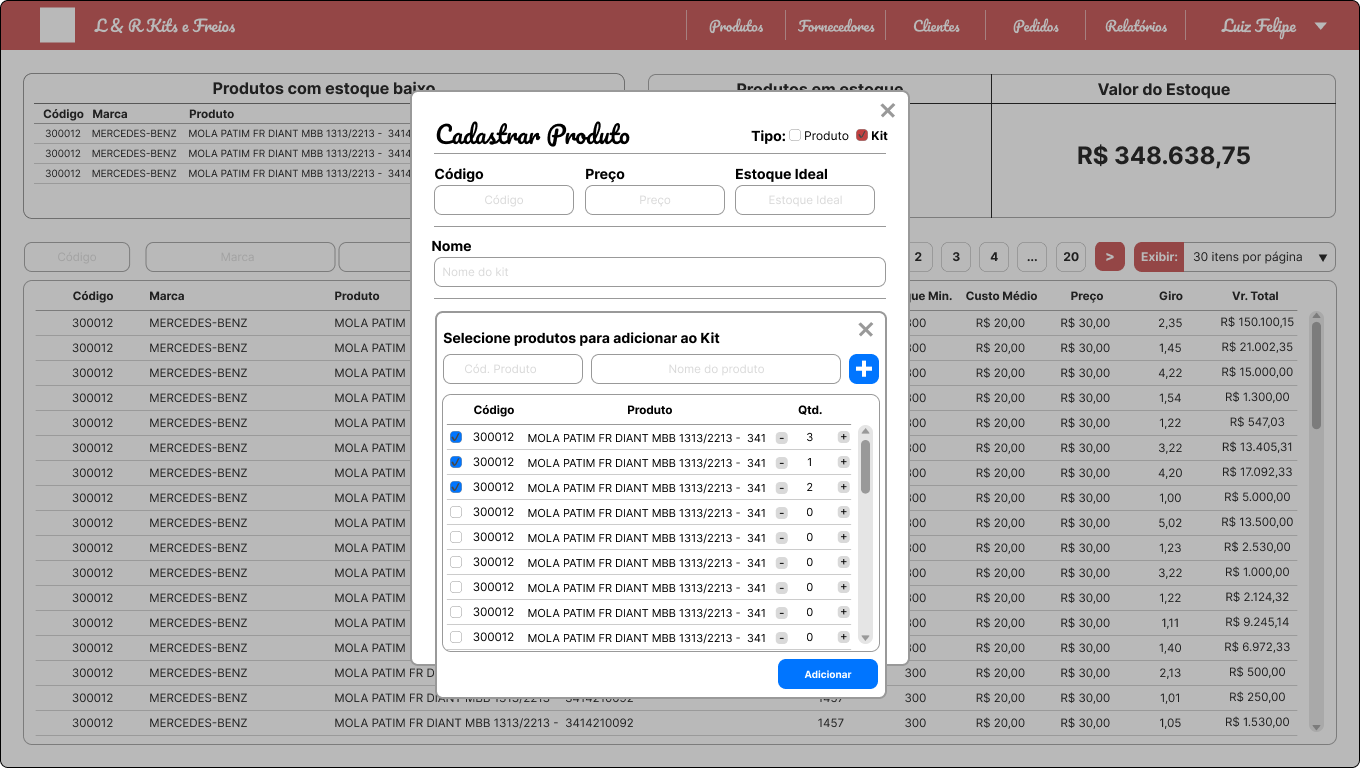 L & R Kits e Freios
Produtos
Fornecedores
Clientes
Pedidos
Relatórios
Luiz Felipe
Produtos com estoque baixo
Código Marca Produto
300012 MERCEDES-BENZ MOLA PATIM FR DIANT MBB 1313/2213 - 3414
300012 MERCEDES-BENZ MOLA PATIM FR DIANT MBB 1313/2213 - 3414
300012 MERCEDES-BENZ MOLA PATIM FR DIANT MBB 1313/2213 - 3414
Produtos em estoque
Valor do Estoque
R$ 348.638,75
Código
Marca
2
3
4
...
20
>
Exibir:
30 itens por página
Cadastrar Produto
Tipo: Produto Kit
Código Preço Estoque Ideal
Código Preço Estoque Ideal
Nome
Nome do kit
Selecione produtos para adicionar ao Kit
Cód. Produto Nome do produto
Código Produto Qtd.
300012 MOLA PATIM FR DIANT MBB 1313/2213 - 341 - 3 +
300012 MOLA PATIM FR DIANT MBB 1313/2213 - 341 - 1 +
300012 MOLA PATIM FR DIANT MBB 1313/2213 - 341 - 2 +
300012 MOLA PATIM FR DIANT MBB 1313/2213 - 341 - 0 +
300012 MOLA PATIM FR DIANT MBB 1313/2213 - 341 - 0 +
300012 MOLA PATIM FR DIANT MBB 1313/2213 - 341 - 0 +
300012 MOLA PATIM FR DIANT MBB 1313/2213 - 341 - 0 +
300012 MOLA PATIM FR DIANT MBB 1313/2213 - 341 - 0 +
300012 MOLA PATIM FR DIANT MBB 1313/2213 - 341 - 0 +
Adicionar
Código Marca Produto Min. Custo Médio Preço Giro Vr. Total
300012 MERCEDES-BENZ MOLA PATIM 300 R$ 20,00 R$ 30,00 2,35 R$ 150.100,15
300012 MERCEDES-BENZ MOLA PATIM 300 R$ 20,00 R$ 30,00 1,45 R$ 21.002,35
300012 MERCEDES-BENZ MOLA PATIM 300 R$ 20,00 R$ 30,00 4,22 R$ 15.000,00
300012 MERCEDES-BENZ MOLA PATIM 300 R$ 20,00 R$ 30,00 1,54 R$ 1.300,00
300012 MERCEDES-BENZ MOLA PATIM 300 R$ 20,00 R$ 30,00 1,22 R$ 547,03
300012 MERCEDES-BENZ MOLA PATIM 300 R$ 20,00 R$ 30,00 3,22 R$ 13.405,31
300012 MERCEDES-BENZ MOLA PATIM 300 R$ 20,00 R$ 30,00 4,20 R$ 17.092,33
300012 MERCEDES-BENZ MOLA PATIM 300 R$ 20,00 R$ 30,00 1,00 R$ 5.000,00
300012 MERCEDES-BENZ MOLA PATIM 300 R$ 20,00 R$ 30,00 5,02 R$ 13.500,00
300012 MERCEDES-BENZ MOLA PATIM 300 R$ 20,00 R$ 30,00 1,23 R$ 2.530,00
300012 MERCEDES-BENZ MOLA PATIM 300 R$ 20,00 R$ 30,00 3,22 R$ 1.000,00
300012 MERCEDES-BENZ MOLA PATIM 300 R$ 20,00 R$ 30,00 1,22 R$ 2.124,32
300012 MERCEDES-BENZ MOLA PATIM 300 R$ 20,00 R$ 30,00 1,11 R$ 9.245,14
300012 MERCEDES-BENZ MOLA PATIM 300 R$ 20,00 R$ 30,00 1,40 R$ 6.972,33
300012 MERCEDES-BENZ MOLA PATIM FR D 300 R$ 20,00 R$ 30,00 2,13 R$ 500,00
300012 MERCEDES-BENZ MOLA PATIM FR DIANT MBB 1313/2213 - 3414210092 1457 300 R$ 20,00 R$ 30,00 1,01 R$ 250,00
300012 MERCEDES-BENZ MOLA PATIM FR DIANT MBB 1313/2213 - 3414210092 1457 300 R$ 20,00 R$ 30,00 1,05 R$ 1.530,00